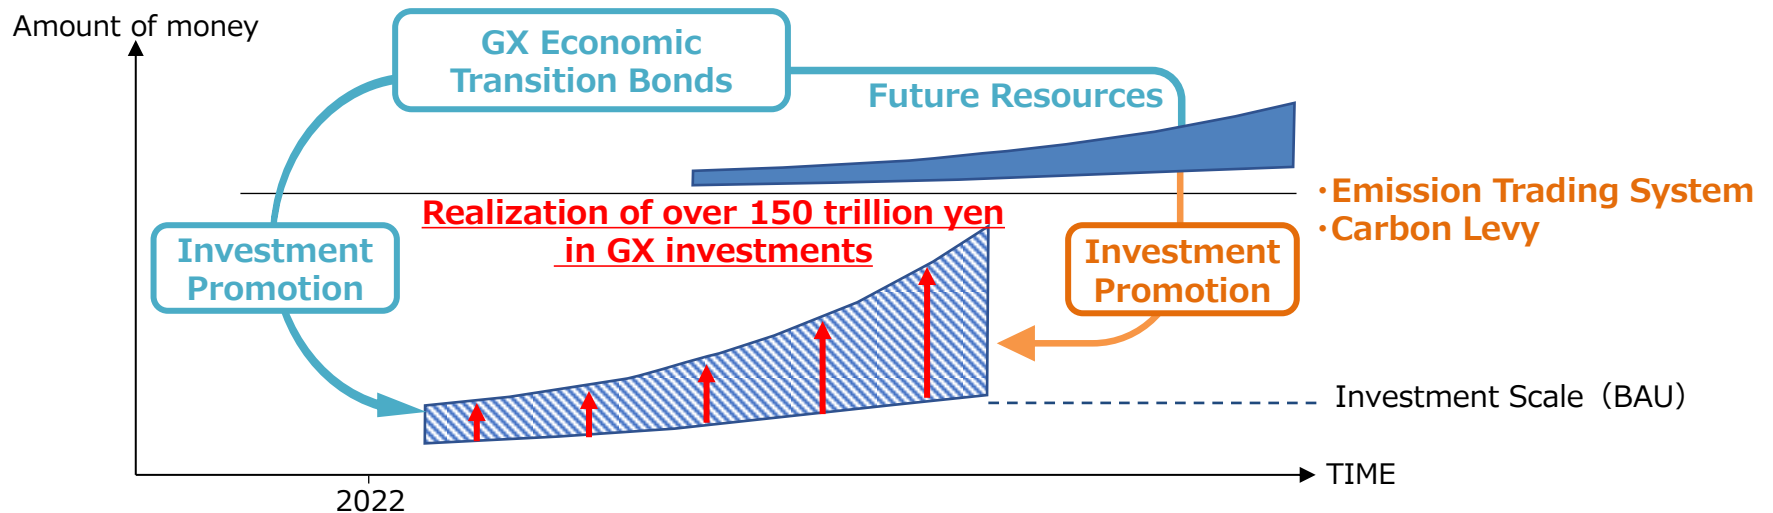 Amount of money
GX Economic
Transition Bonds
Future Resources
・Emission Trading System
・Carbon Levy
Realization of over 150 trillion yen
in GX investments
Investment
Promotion
Investment
Promotion
Investment Scale（BAU）
TIME
2022